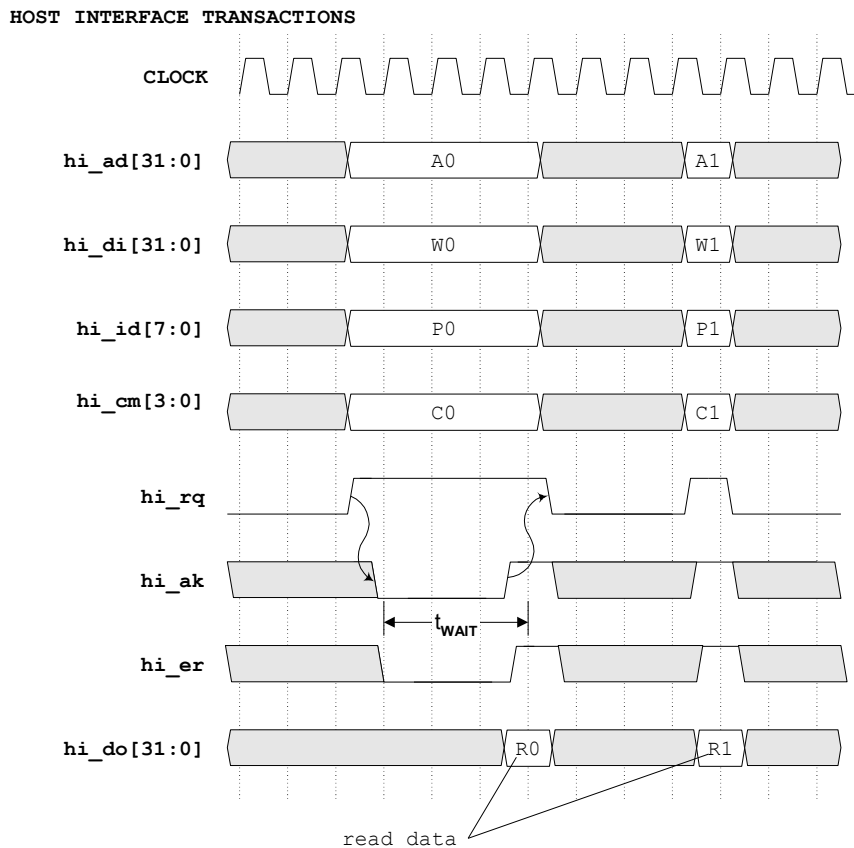 HOST INTERFACE TRANSACTIONS
CLOCK
hi_ad[31:0] A0 A1
hi_di[31:0] W0 W1
hi_id[7:0] P0 P1
hi_cm[3:0] C0 C1
hi_rq
hi_ak
tWAIT
hi_er
hi_do[31:0] R0 R1
read data